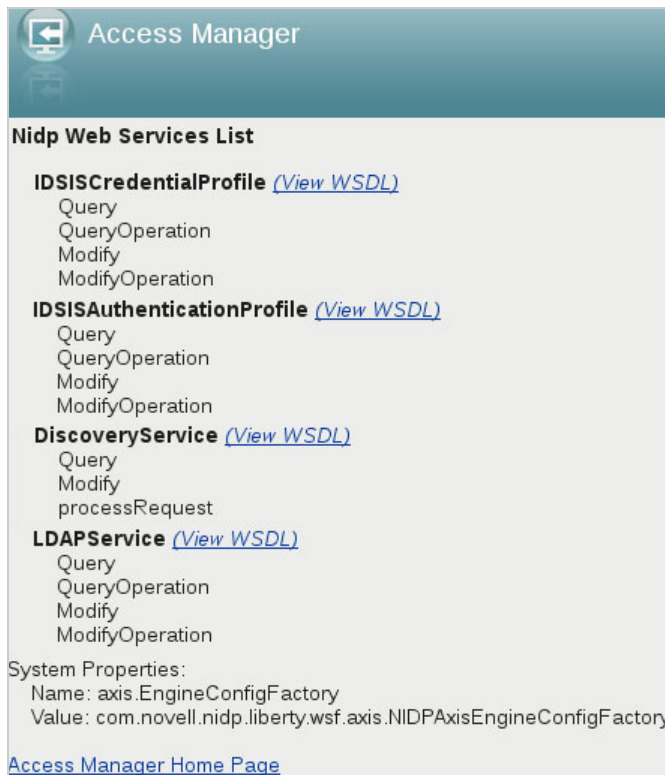 Access Manager
Nidp Web Services List
IDSISCredentialProfile (View WSDL)
Query
QueryOperation
Modify
ModifyOperation
IDSISAuthenticationProfile (View WSDL)
Query
QueryOperation
Modify
ModifyOperation
DiscoveryService (View WSDL)
Query
Modify
processRequest
LDAPService (View WSDL)
Query
QueryOperation
Modify
ModifyOperation
System Properties:
Name: axis.EngineConfigFactory
Value: com.novell.nidp.liberty.wsf.axis.NIDPAxisEngineConfigFactory
Access Manager Home Page